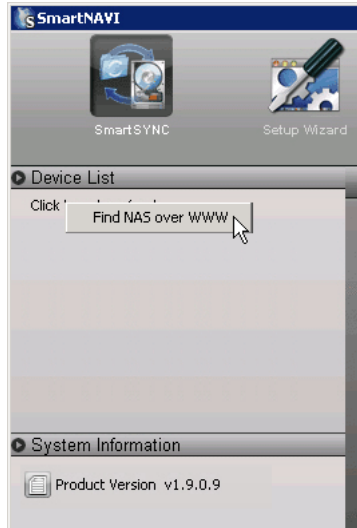 SmartNAVI
SmartSYNC
Setup Wizard
Device List
Click
Find NAS over WWW
System Information
Product Version v1.9.0.9